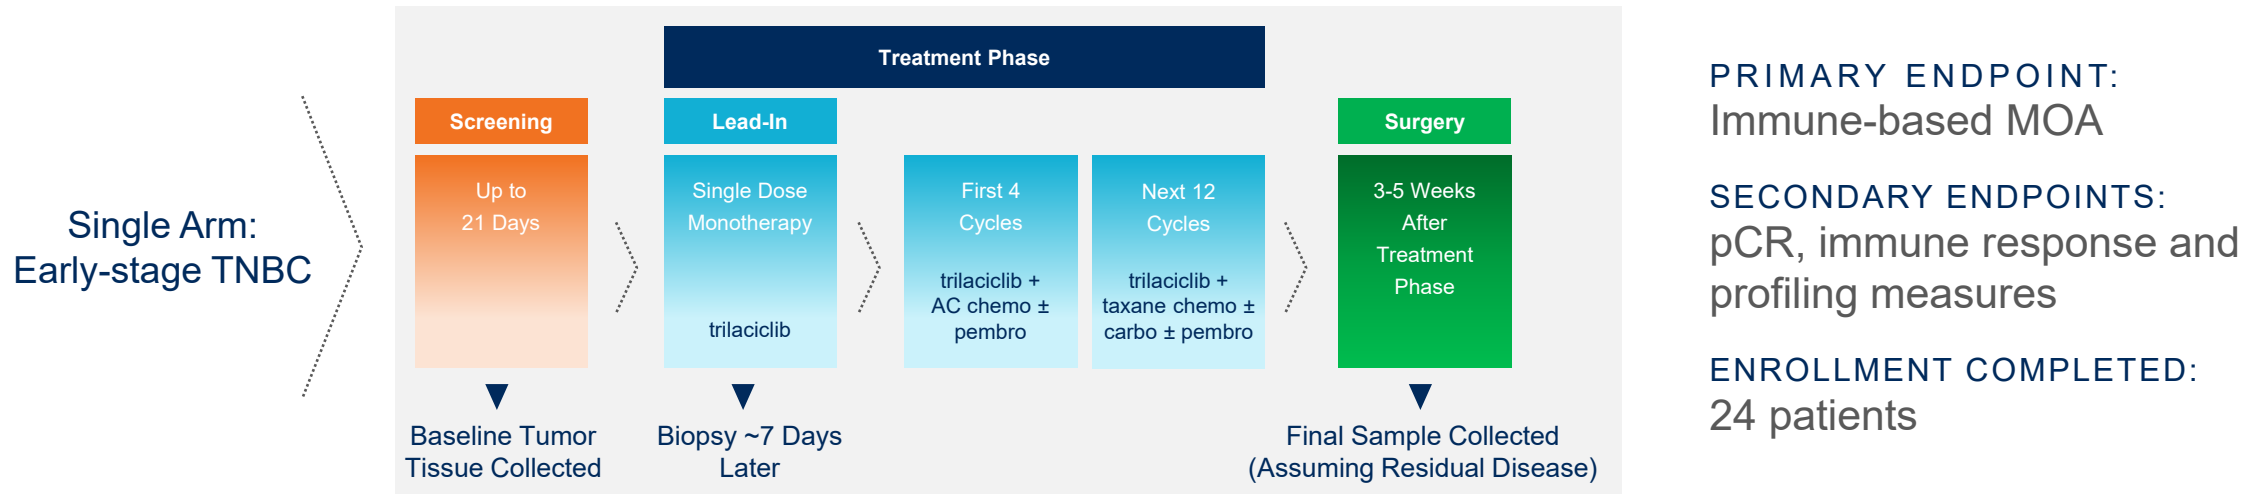 Single Arm:
Early-stage TNBC
Treatment Phase
Screening
Up to
21 Days
Baseline Tumor
Tissue Collected
Lead-In
Single Dose
Monotherapy
trilaciclib
Biopsy ~7 Days
Later
First 4
Cycles
trilaciclib +
AC chemo ±
pembro
Next 12
Cycles
trilaciclib +
taxane chemo ±
carbo ± pembro
Surgery
3-5 Weeks
After
Treatment
Phase
Final Sample Collected
(Assuming Residual Disease)
PRIMARY ENDPOINT:
Immune-based MOA
SECONDARY ENDPOINTS:
pCR, immune response and
profiling measures
ENROLLMENT COMPLETED:
24 patients